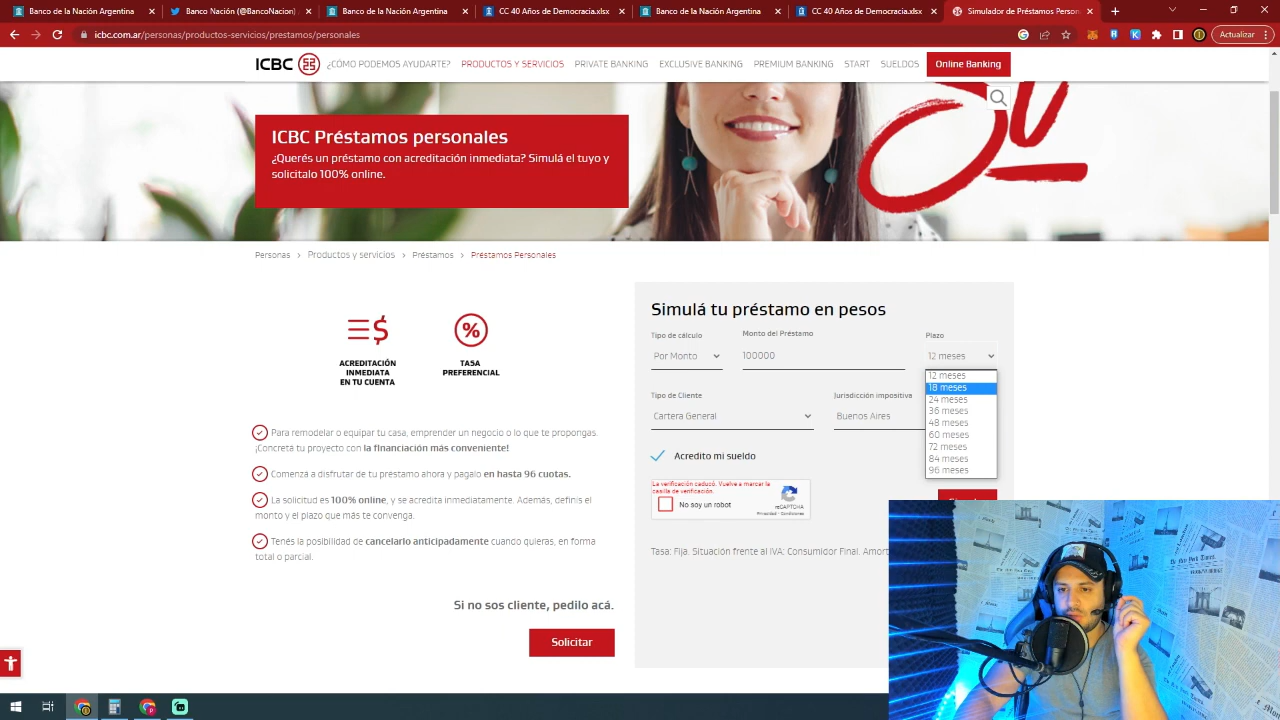 Banco de la Nación Argentina
Banco Nación (@BancoNacion)
Banco de la Nación Argentina
CC 40 Años de Democracia.xlsx
Banco de la Nación Argentina
CC 40 Años de Democracia.xlsx
Simulador de Préstamos Person
icbc.com.ar/personas/productos-servicios/prestamos/personales
Actualizar
ICBC
¿CÓMO PODEMOS AYUDARTE?
PRODUCTOS Y SERVICIOS
PRIVATE BANKING
EXCLUSIVE BANKING
PREMIUM BANKING
START
SUELDOS
Online Banking
ICBC Préstamos personales
¿Querés un préstamo con acreditación inmediata? Simulá el tuyo y
solicitalo 100% online.
Personas > Productos y servicios > Préstamos > Préstamos Personales
ACREDITACIÓN
INMEDIATA
EN TU CUENTA
%
TASA
PREFERENCIAL
Para remodelar o equipar tu casa, emprender un negocio o lo que te propongas.
¡Concretá tu proyecto con la financiación más conveniente!
Comenzá a disfrutar de tu préstamo ahora y pagalo en hasta 96 cuotas.
La solicitud es 100% online, y se acredita inmediatamente. Además, definís el
monto y el plazo que más te convenga.
Tenés la posibilidad de cancelarlo anticipadamente cuando quieras, en forma
total o parcial.
Si no sos cliente, pedilo acá.
Solicitar
Simulá tu préstamo en pesos
Tipo de cálculo
Monto del Préstamo
Plazo
Por Monto
100000
12 meses
12 meses
18 meses
24 meses
36 meses
48 meses
60 meses
72 meses
84 meses
96 meses
Tipo de Cliente
Jurisdicción impositiva
Cartera General
Buenos Aires
Acredito mi sueldo
La verificación caducó. Vuelve a marcar la
casilla de verificación.
No soy un robot
reCAPTCHA
Privacidad - Condiciones
Tasa: Fija. Situación frente al IVA: Consumidor Final. Amort